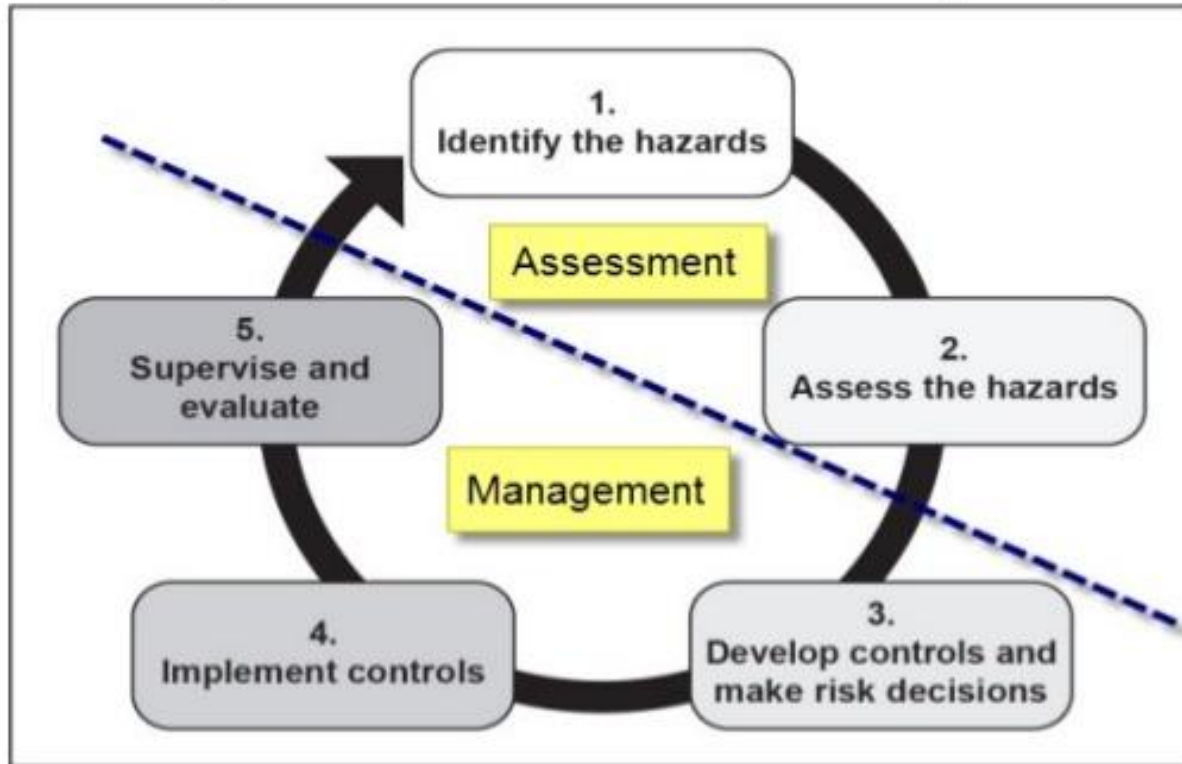 1.
Identify the hazards
Assessment
2.
Assess the hazards
5.
Supervise and
evaluate
Management
3.
Develop controls and
make risk decisions
4.
Implement controls